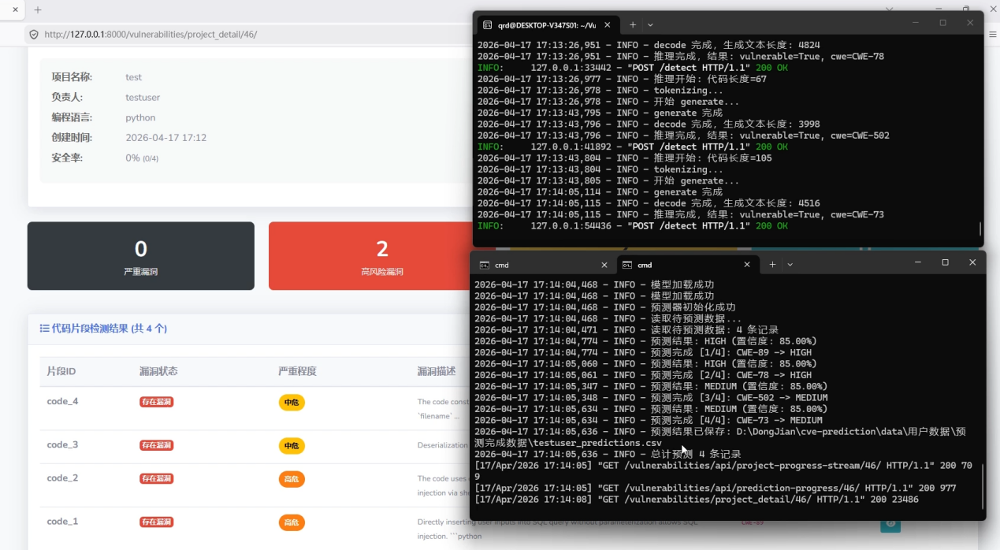 http://127.0.0.1:8000/vulnerabilities/project_detail/46/
项目名称: test
负责人: testuser
编程语言: python
创建时间: 2026-04-17 17:12
安全率: 0% (0/4)
0
严重漏洞
2
高风险漏洞
代码片段检测结果 (共 4 个)
片段ID 漏洞状态 严重程度 漏洞描述
code_4 存在漏洞 中危 The code const
`filename` ...
code_3 存在漏洞 中危 Deserialization
code_2 存在漏洞 高危 The code uses
injection via she
code_1 存在漏洞 高危 Directly inserting user inputs into SQL query without parameterization allows SQL CWE-89
injection. ```python
qrd@DESKTOP-V347S01: ~/Vu
2026-04-17 17:13:26,951 - INFO - decode 完成, 生成文本长度: 4824
2026-04-17 17:13:26,951 - INFO - 推理完成, 结果: vulnerable=True, cwe=CWE-78
INFO: 127.0.0.1:33442 - "POST /detect HTTP/1.1" 200 OK
2026-04-17 17:13:26,977 - INFO - 推理开始: 代码长度=67
2026-04-17 17:13:26,978 - INFO - tokenizing...
2026-04-17 17:13:26,978 - INFO - 开始 generate...
2026-04-17 17:13:43,795 - INFO - generate 完成
2026-04-17 17:13:43,796 - INFO - decode 完成, 生成文本长度: 3998
2026-04-17 17:13:43,796 - INFO - 推理完成, 结果: vulnerable=True, cwe=CWE-502
INFO: 127.0.0.1:41892 - "POST /detect HTTP/1.1" 200 OK
2026-04-17 17:13:43,804 - INFO - 推理开始: 代码长度=105
2026-04-17 17:13:43,804 - INFO - tokenizing...
2026-04-17 17:13:43,805 - INFO - 开始 generate...
2026-04-17 17:14:05,114 - INFO - generate 完成
2026-04-17 17:14:05,115 - INFO - decode 完成, 生成文本长度: 4516
2026-04-17 17:14:05,115 - INFO - 推理完成, 结果: vulnerable=True, cwe=CWE-73
INFO: 127.0.0.1:54436 - "POST /detect HTTP/1.1" 200 OK
cmd cmd
2026-04-17 17:14:04,468 - INFO - 模型加载成功
2026-04-17 17:14:04,468 - INFO - 模型加载成功
2026-04-17 17:14:04,468 - INFO - 预测器初始化成功
2026-04-17 17:14:04,468 - INFO - 读取待预测数据...
2026-04-17 17:14:04,471 - INFO - 读取待预测数据: 4 条记录
2026-04-17 17:14:04,774 - INFO - 预测结果: HIGH (置信度: 85.00%)
2026-04-17 17:14:04,774 - INFO - 预测完成 [1/4]: CWE-89 -> HIGH
2026-04-17 17:14:05,060 - INFO - 预测结果: HIGH (置信度: 85.00%)
2026-04-17 17:14:05,061 - INFO - 预测完成 [2/4]: CWE-78 -> HIGH
2026-04-17 17:14:05,347 - INFO - 预测结果: MEDIUM (置信度: 85.00%)
2026-04-17 17:14:05,348 - INFO - 预测完成 [3/4]: CWE-502 -> MEDIUM
2026-04-17 17:14:05,634 - INFO - 预测结果: MEDIUM (置信度: 85.00%)
2026-04-17 17:14:05,634 - INFO - 预测完成 [4/4]: CWE-73 -> MEDIUM
2026-04-17 17:14:05,636 - INFO - 预测结果已保存: D:\DongJian\cve-prediction\data\用户数据\预
测完成数据\testuser_predictions.csv
2026-04-17 17:14:05,636 - INFO - 总计预测 4 条记录
[17/Apr/2026 17:14:05] "GET /vulnerabilities/api/project-progress-stream/46/ HTTP/1.1" 200 70
9
[17/Apr/2026 17:14:05] "GET /vulnerabilities/api/prediction-progress/46/ HTTP/1.1" 200 977
[17/Apr/2026 17:14:08] "GET /vulnerabilities/project_detail/46/ HTTP/1.1" 200 23486